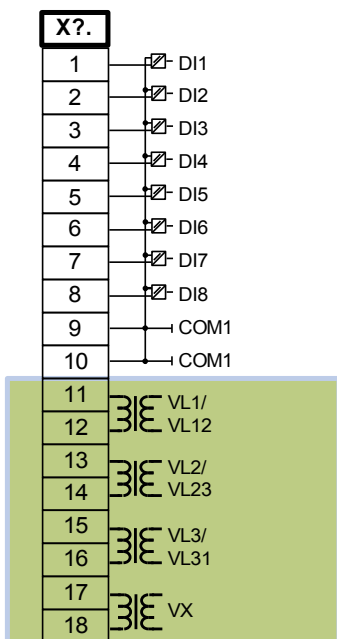 X?.
1
DI1
2
DI2
3
DI3
4
DI4
5
DI5
6
DI6
7
DI7
8
DI8
9
COM1
10
COM1
11
VL1/
12
VL12
13
VL2/
14
VL23
15
VL3/
16
VL31
17
VX
18